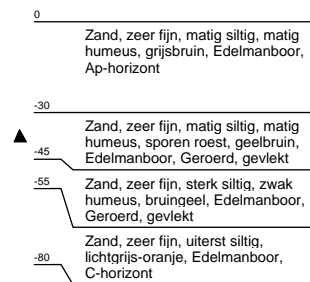 0
Zand, zeer fijn, matig siltig, matig
humeus, grijsbruin, Edelmanboor,
Ap-horizont
-30
Zand, zeer fijn, matig siltig, matig
humeus, sporen roest, geelbruin,
-45
Edelmanboor, Geroerd, gevlekt
-55
Zand, zeer fijn, sterk siltig, zwak
humeus, bruingeel, Edelmanboor,
Geroerd, gevlekt
Zand, zeer fijn, uiterst siltig,
-80
lichtgrijs-oranje, Edelmanboor,
C-horizont